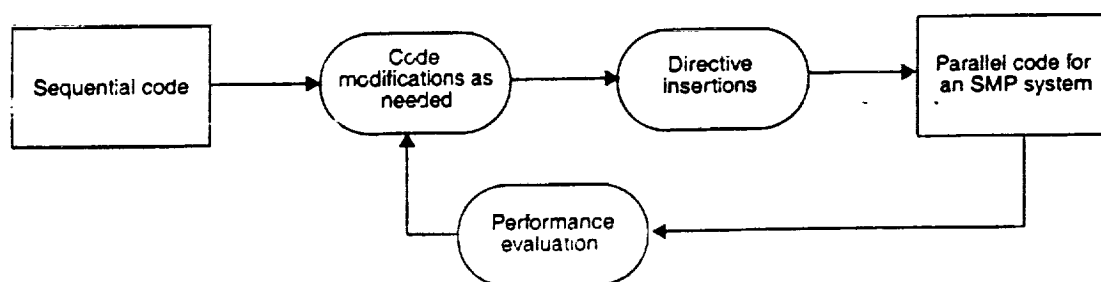 Sequential code
Code
modifications as
needed
Directive
insertions
Parallel code for
an SMP system
Performance
evaluation